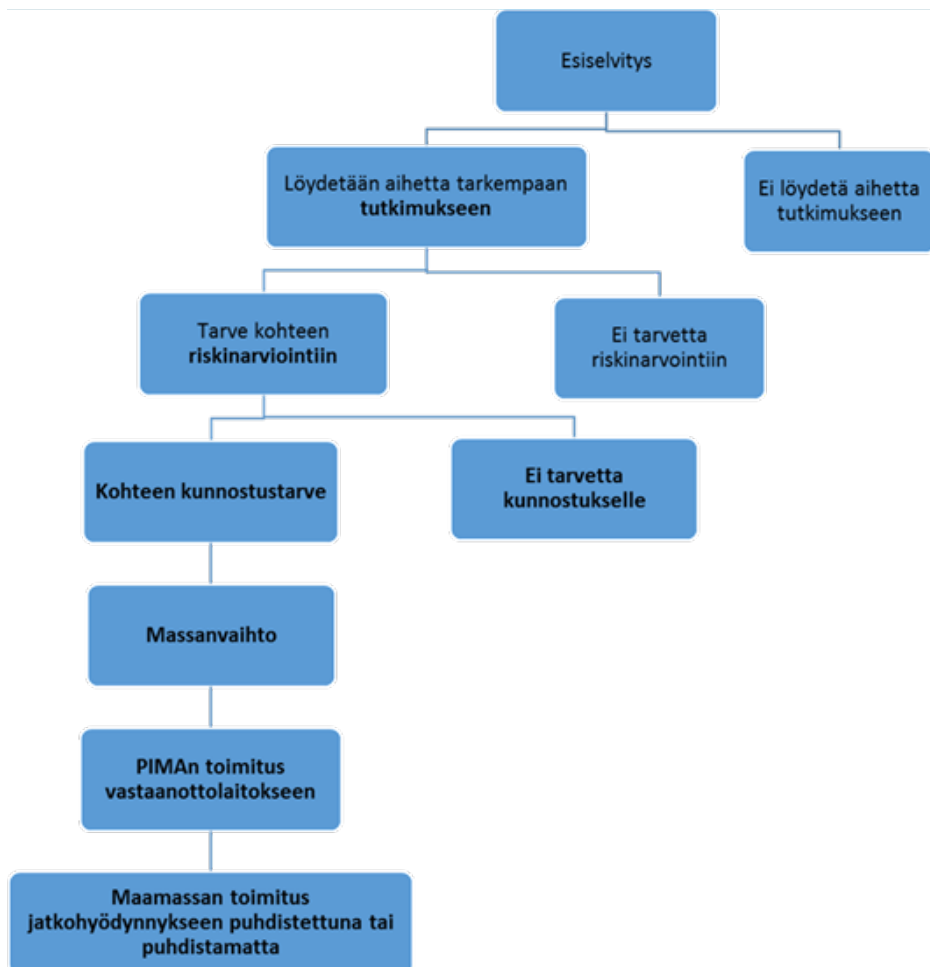 Esiselvitys
Löydetään aihetta tarkempaan
tutkimukseen
Ei löydetä aihetta
tutkimukseen
Tarve kohteen
riskinarviointiin
Ei tarvetta
riskinarvointiin
Kohteen kunnostustarve
Ei tarvetta
kunnostukselle
Massanvaihto
PIMAn toimitus
vastaanottolaitokseen
Maamassan toimitus
jatkohyödynnykseen puhdistettuna tai
puhdistamatta